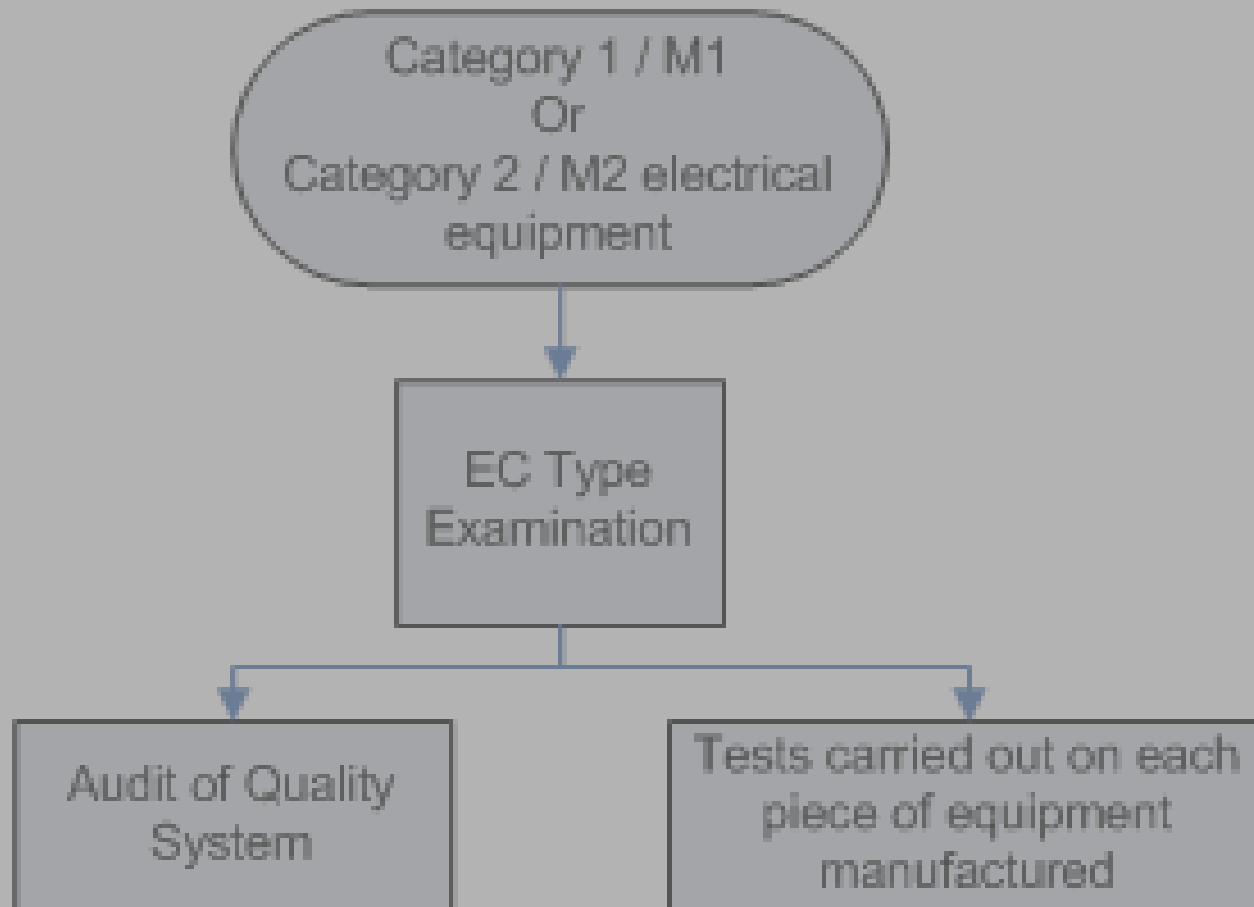 Category 1 / M1
Or
Category 2 / M2 electrical
equipment
EC Type
Examination
Audit of Quality
System
Tests carried out on each
piece of equipment
manufactured